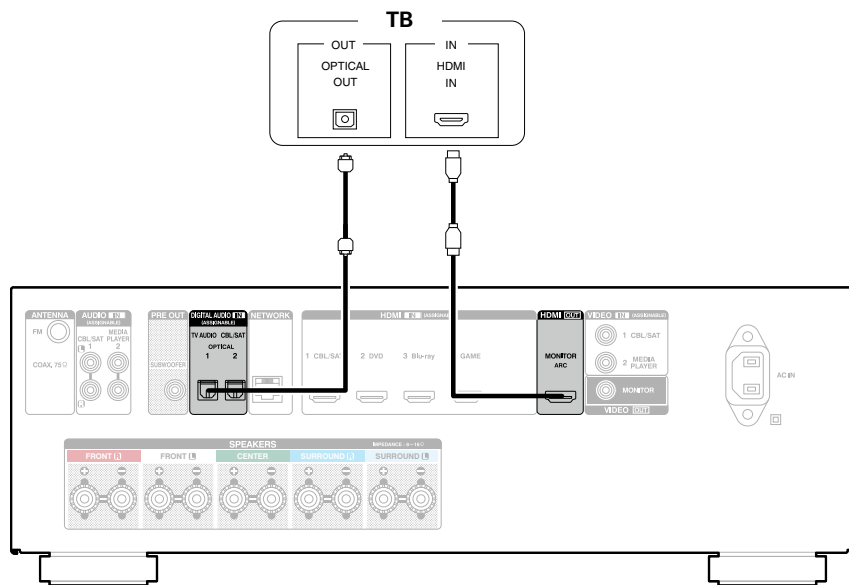 TB
OUT
IN
OPTICAL
OUT
HDMI
IN
ANTENNA
AUDIO IN
(ASSIGNABLE)
PRE OUT
DIGITAL AUDIO IN
(ASSIGNABLE)
NETWORK
HDMI IN (ASSIGNA
HDMI OUT
VIDEO IN (ASSIGNABLE)
FM
CBL/SAT
1
MEDIA
PLAYER
2
L
R
COAX, 75Ω
SUBWOOFER
TV AUDIO CBL/SAT
OPTICAL
1 2
1 CBL/SAT
2 DVD
3 Blu-ray
GAME
MONITOR
ARC
1 CBL/SAT
2 MEDIA
PLAYER
MONITOR
VIDEO OUT
AC IN
SPEAKERS
IMPEDANCE : 6~16Ω
FRONT R
FRONT L
CENTER
SURROUND R
SURROUND L
+ −
+ −
+ −
+ −
+ −